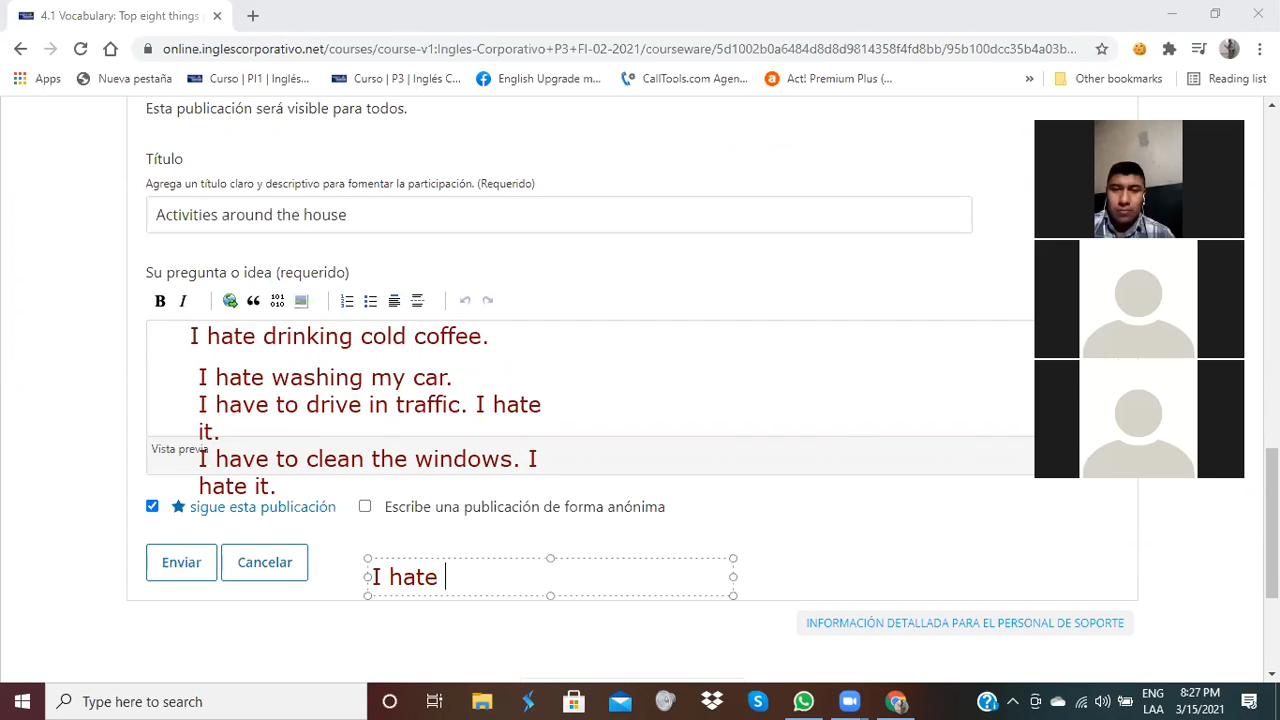 4.1 Vocabulary: Top eight things
online.inglescorporativo.net/courses/course-v1:Ingles-Corporativo+P3+FI-02-2021/courseware/5d1002b0a6484d8d8d9814358f4fd8bb/95b100dcc35b4a03b...
Apps Nueva pestaña Curso | PI1 | Inglés... Curso | P3 | Inglés C... English Upgrade m... CallTools.com Agen... Act! Premium Plus (... » Other bookmarks Reading list
Esta publicación será visible para todos.
Título
Agrega un título claro y descriptivo para fomentar la participación. (Requerido)
Activities around the house
Su pregunta o idea (requerido)
B I
I hate drinking cold coffee.
I hate washing my car.
I have to drive in traffic. I hate
it.
Vista previa
I have to clean the windows. I
hate it.
sigue esta publicación Escribe una publicación de forma anónima
Enviar Cancelar
I hate
INFORMACIÓN DETALLADA PARA EL PERSONAL DE SOPORTE
Type here to search
ENG 8:27 PM
LAA 3/15/2021